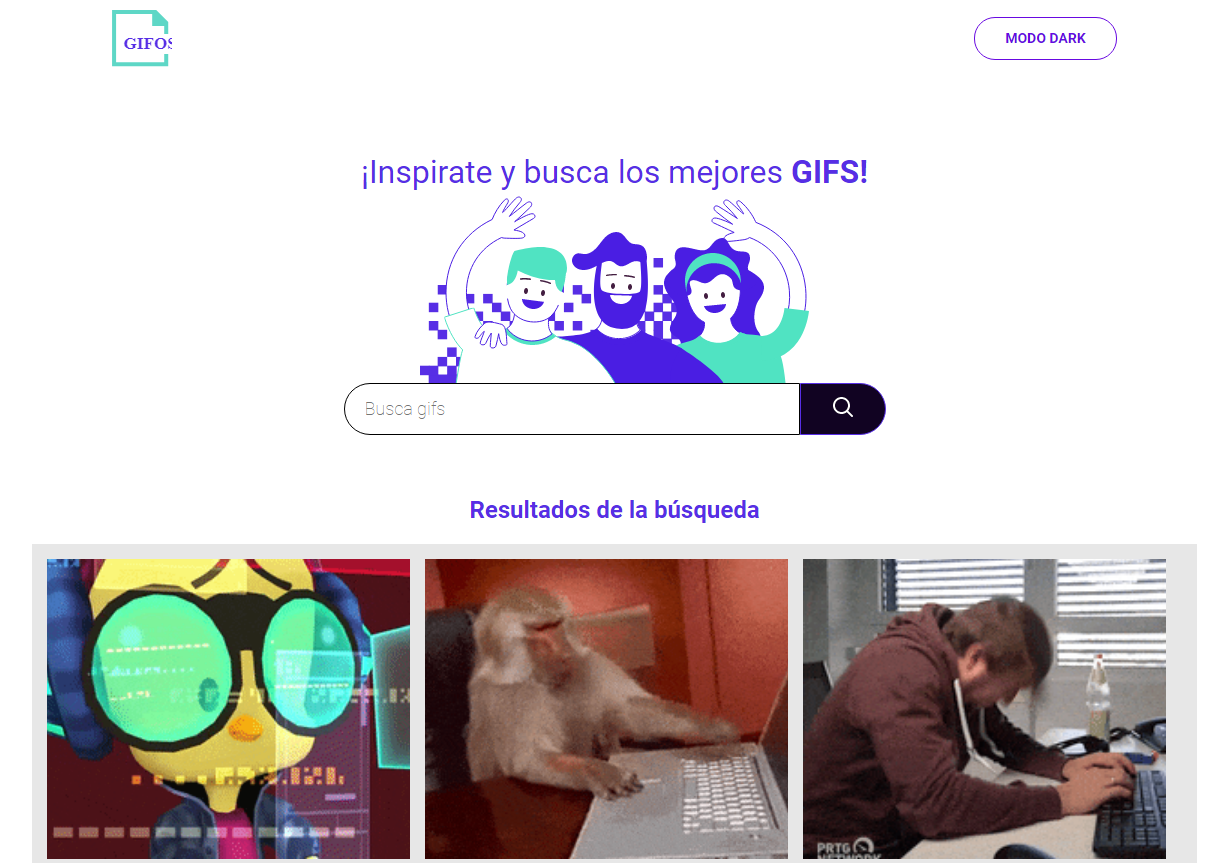 GIFOS
MODO DARK
¡Inspirate y busca los mejores GIFS!
Busca gifs
Resultados de la búsqueda
PRTG
NETWORK